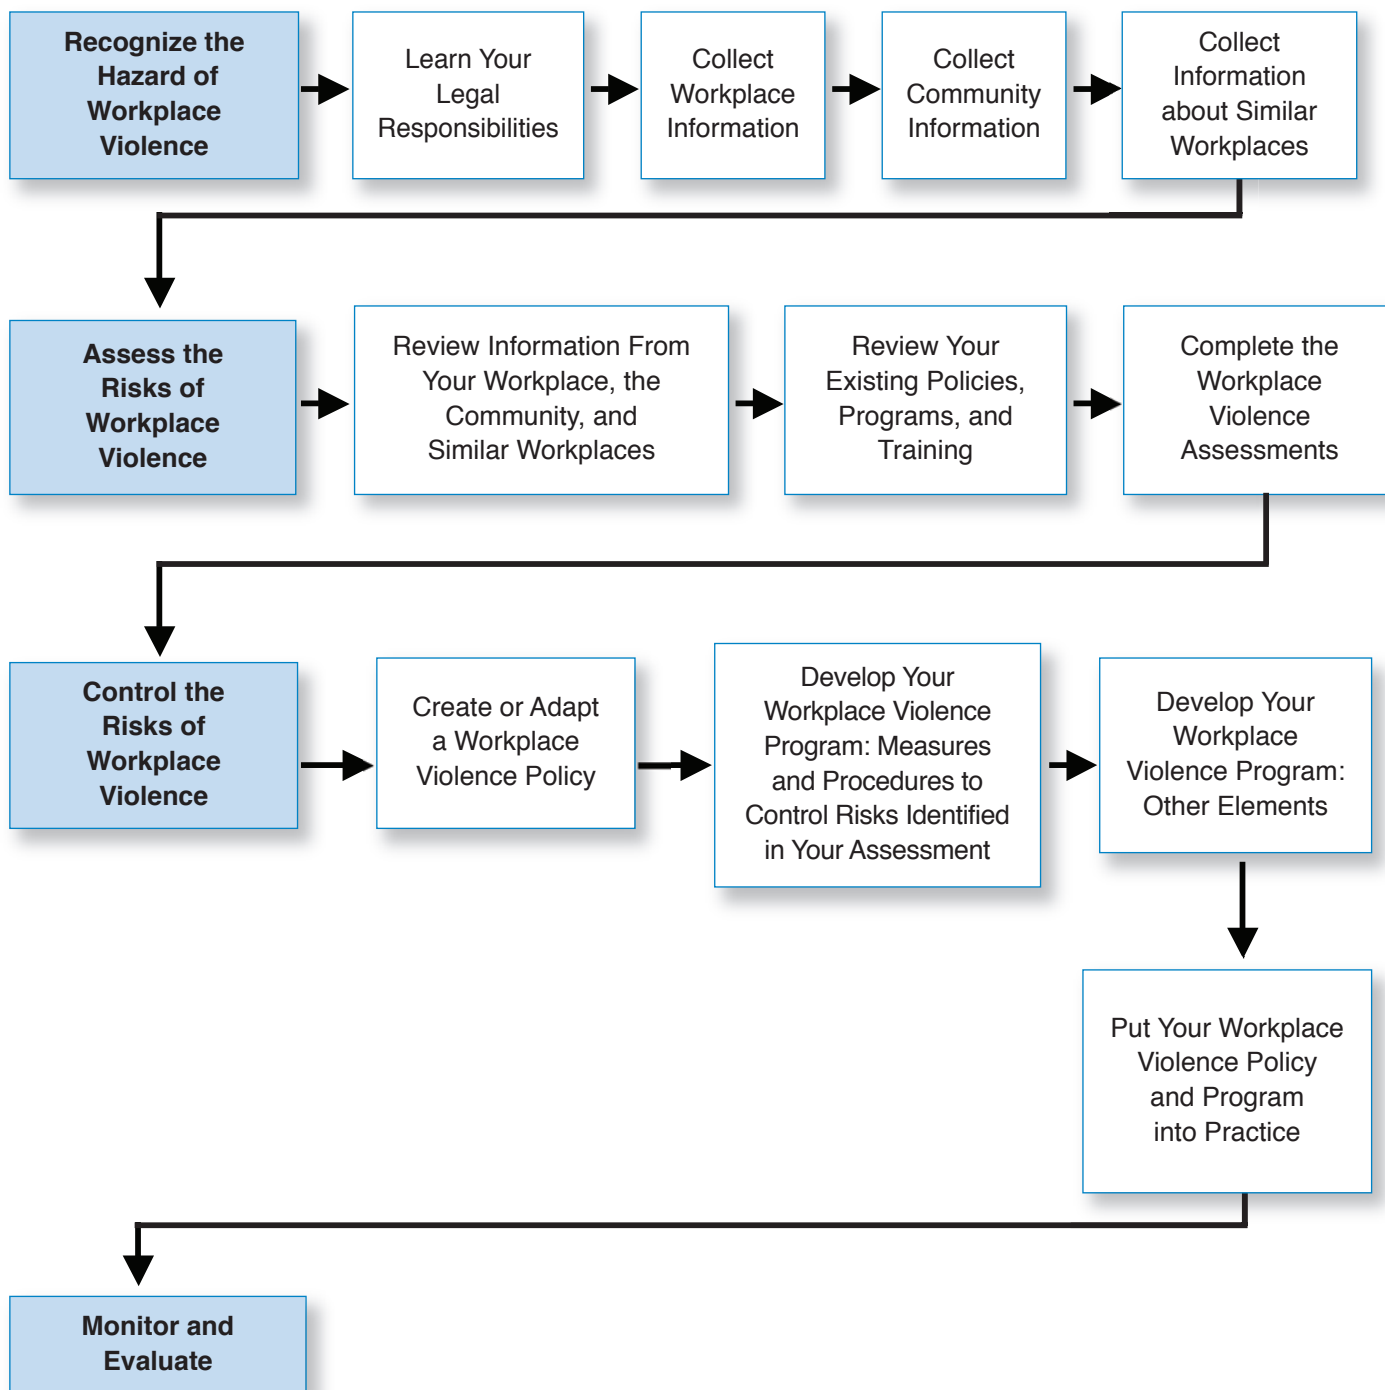 Recognize the
Hazard of
Workplace
Violence
Learn Your
Legal
Responsibilities
Collect
Workplace
Information
Collect
Community
Information
Collect
Information
about Similar
Workplaces
Assess the
Risks of
Workplace
Violence
Review Information From
Your Workplace, the
Community, and
Similar Workplaces
Review Your
Existing Policies,
Programs, and
Training
Complete the
Workplace
Violence
Assessments
Control the
Risks of
Workplace
Violence
Create or Adapt
a Workplace
Violence Policy
Develop Your
Workplace Violence
Program: Measures
and Procedures to
Control Risks Identified
in Your Assessment
Develop Your
Workplace
Violence Program:
Other Elements
Put Your Workplace
Violence Policy
and Program
into Practice
Monitor and
Evaluate